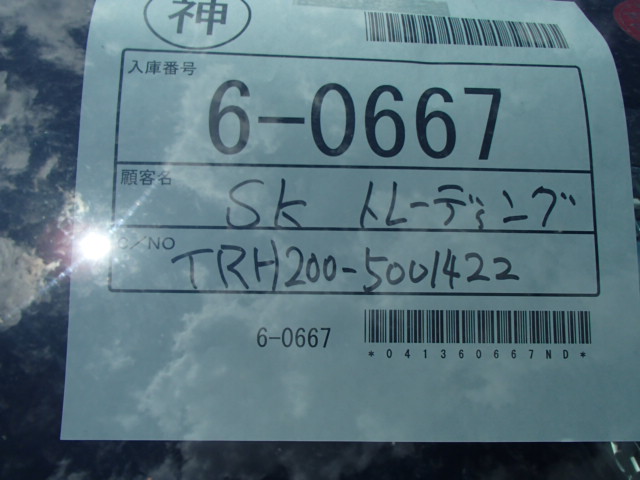 神
入庫番号
6-0667
顧客名
SK トレーディング
C/NO
TRH200-5001422
6-0667
*041360667ND*